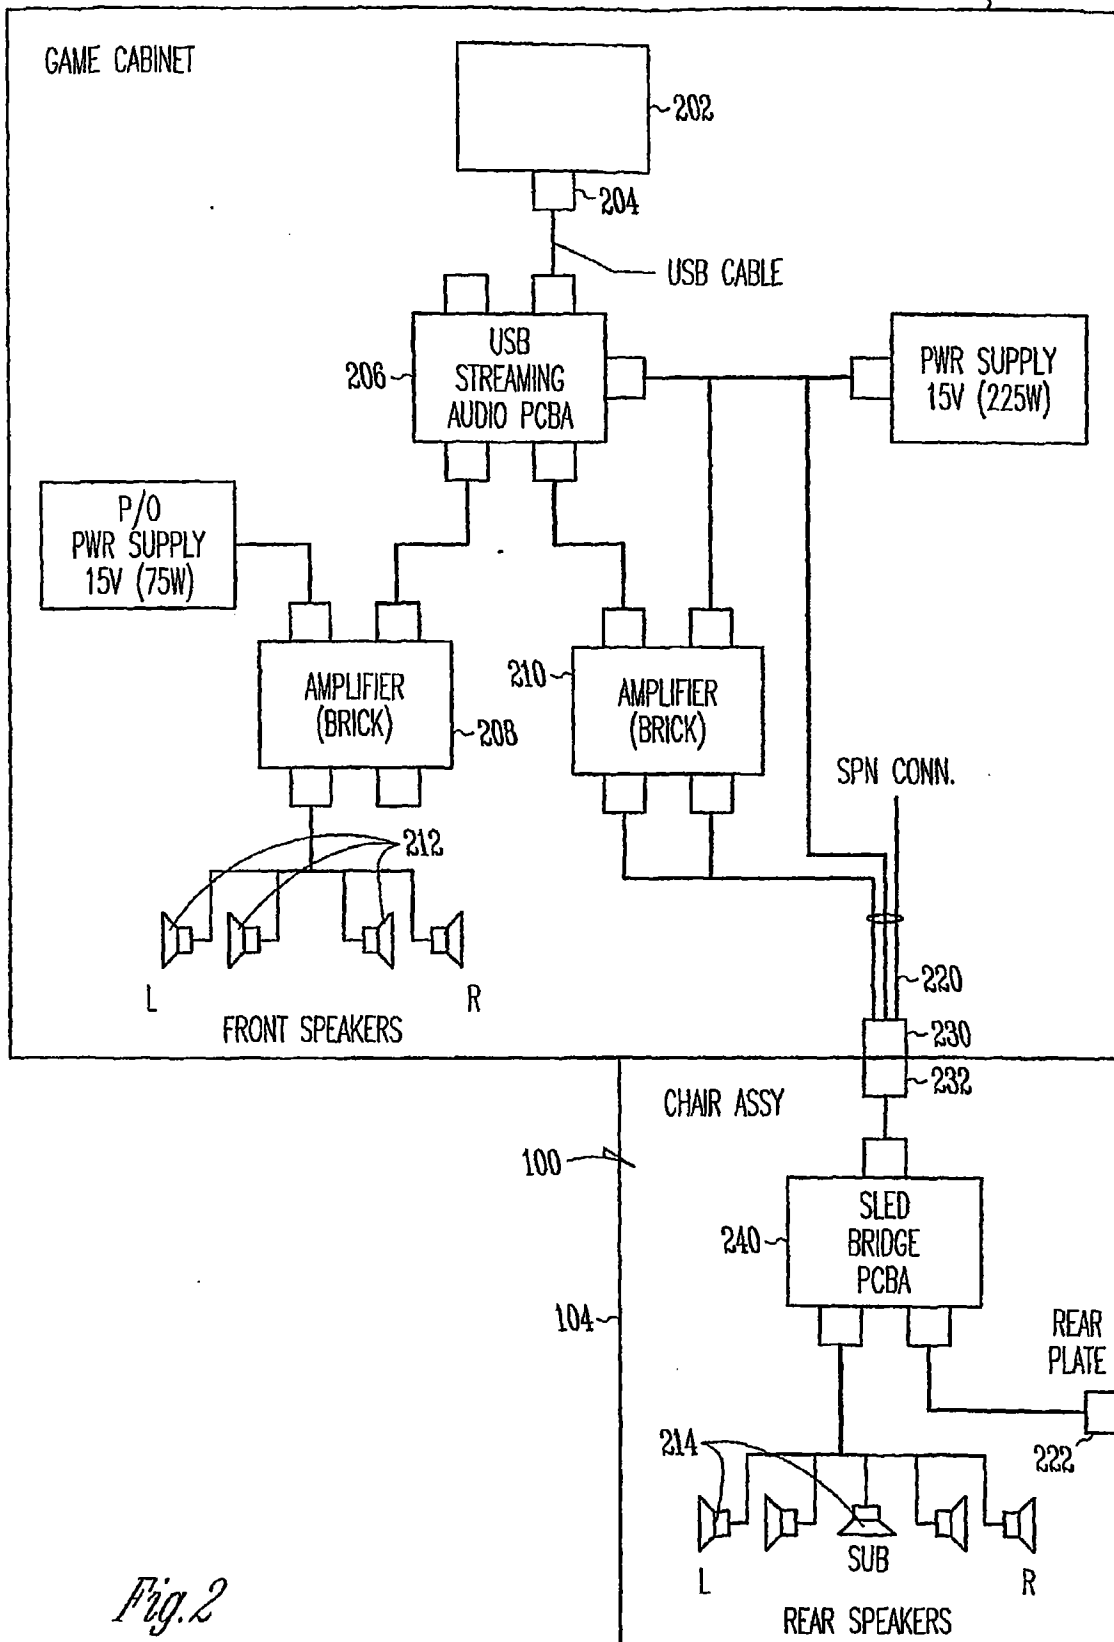 GAME CABINET
202
204
USB CABLE
206
USB
STREAMING
AUDIO PCBA
PWR SUPPLY
15V (225W)
P/O
PWR SUPPLY
15V (75W)
AMPLIFIER
(BRICK)
208
210
AMPLIFIER
(BRICK)
SPN CONN.
212
L
R
FRONT SPEAKERS
220
230
232
CHAIR ASSY
100
240
SLED
BRIDGE
PCBA
104
REAR
PLATE
222
214
SUB
L
R
REAR SPEAKERS
Fig.2